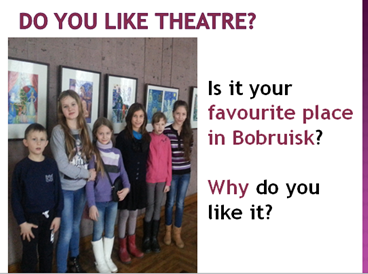 DO YOU LIKE THEATRE?
Is it your
favourite place
in Bobruisk?
Why do you
like it?